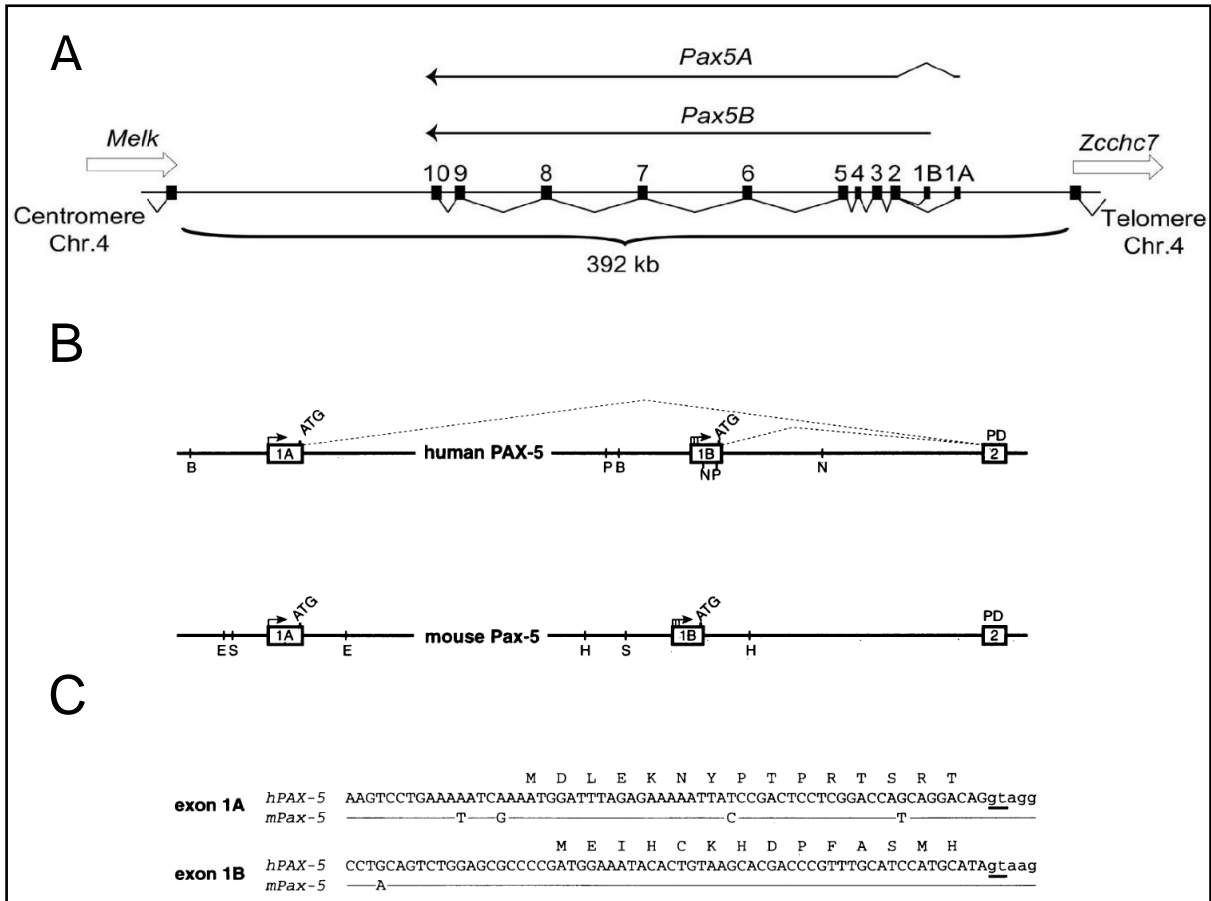 A
Pax5A
Pax5B
Melk
Zcchc7
10 9 8 7 6 5 4 3 2 1B 1A
Centromere
Chr.4
Telomere
Chr.4
392 kb
B
ATG ATG PD
1A human PAX-5 1B 2
B P B N P N
ATG ATG PD
1A mouse Pax-5 1B 2
E S E H S H
C
M D L E K N Y P T P R T S R T
exon 1A hPAX-5 AAGTCCTGAAAAATCAAAATGGATTTAGAGAAAAATTATCCGACTCCTCGGACCAGCAGGACAGgtagg
mPax-5 T G C T
M E I H C K H D P F A S M H
exon 1B hPAX-5 CCTGCAGTCTGGAGCGCCCCGATGGAAATACACTGTAAGCACGACCCGTTTGCATCCATGCATAgtaag
mPax-5 A